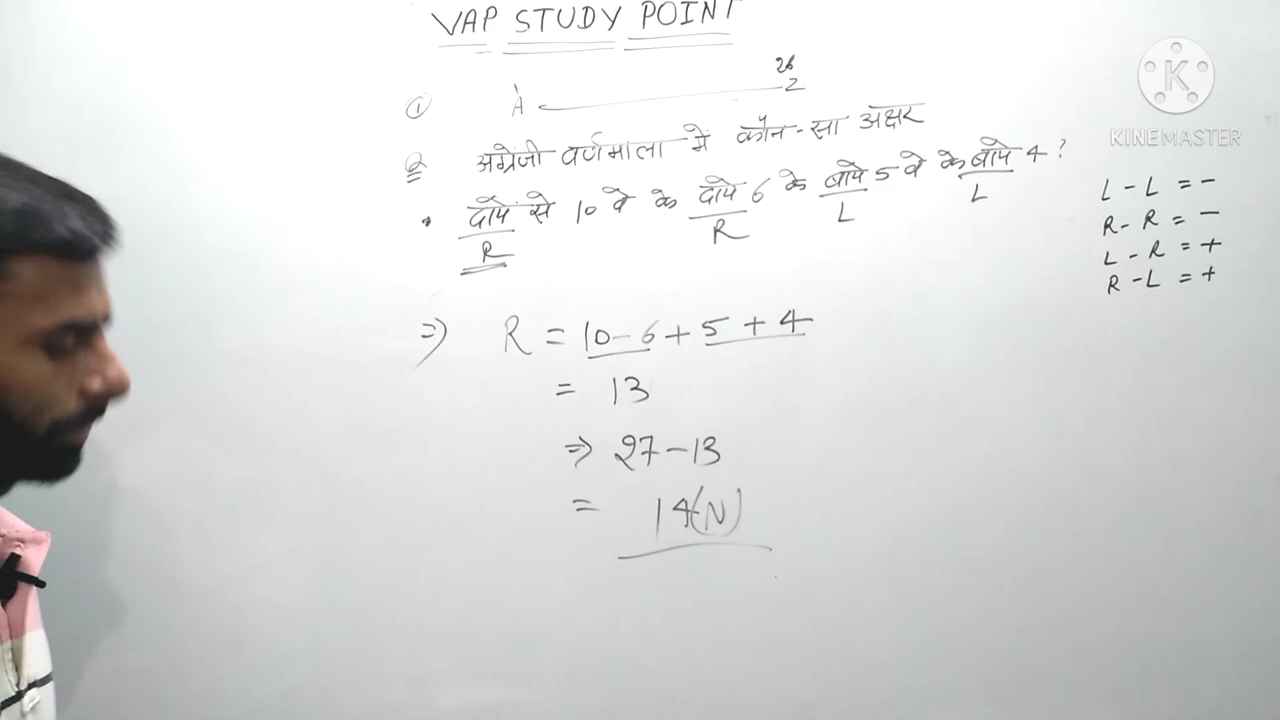 VAP STUDY POINT
① A 26 Z
Q अंग्रेजी वर्णमाला में कौन-सा अक्षर
दांये से 10 वे के दांये 6 के बांये 5 वे के बांये 4 ?
R R L L
L - L = -
R - R = -
L - R = +
R - L = +
=> R = 10 - 6 + 5 + 4
= 13
=> 27 - 13
= 14(N)
K
KINEMASTER